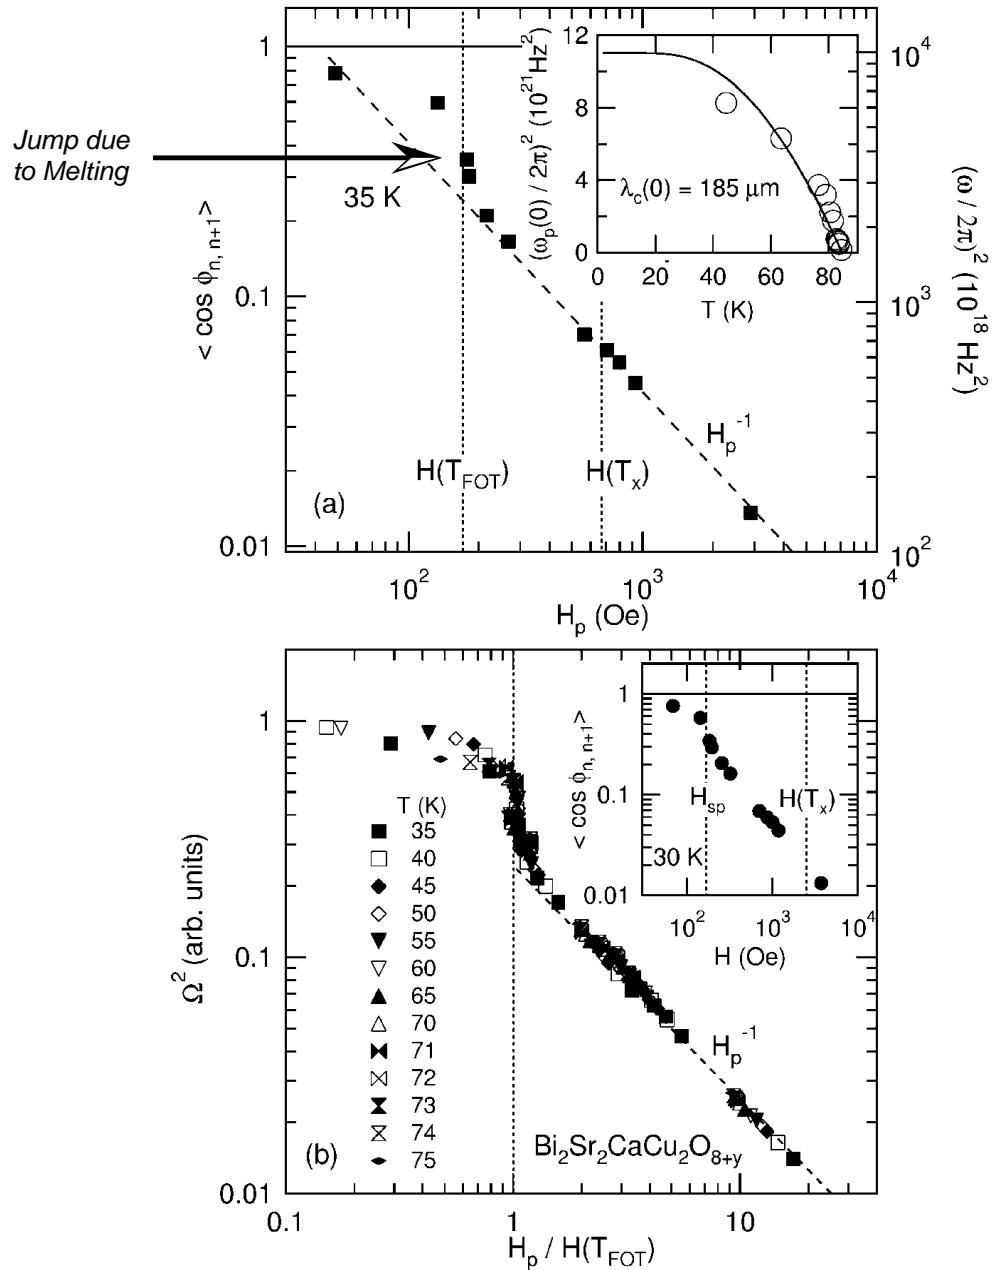 Jump due
to Melting
< cos ϕn, n+1>
1
0.1
0.01
35 K
(ωp(0) / 2π)² (10²¹Hz²)
12
8
4
0
λc(0) = 185 μm
0
20
40
60
80
T (K)
10⁴
10³
10²
(ω / 2π)² (10¹⁸ Hz²)
Hp⁻¹
H(TFOT)
H(Tx)
(a)
10²
10³
10⁴
Hp (Oe)
Ω² (arb. units)
1
0.1
0.01
T (K)
35
40
45
50
55
60
65
70
71
72
73
74
75
< cos ϕn, n+1>
1
0.1
0.01
Hsp
H(Tx)
30 K
10²
10³
10⁴
H (Oe)
Hp⁻¹
(b)
Bi₂Sr₂CaCu₂O8+y
0.1
1
10
Hp / H(TFOT)